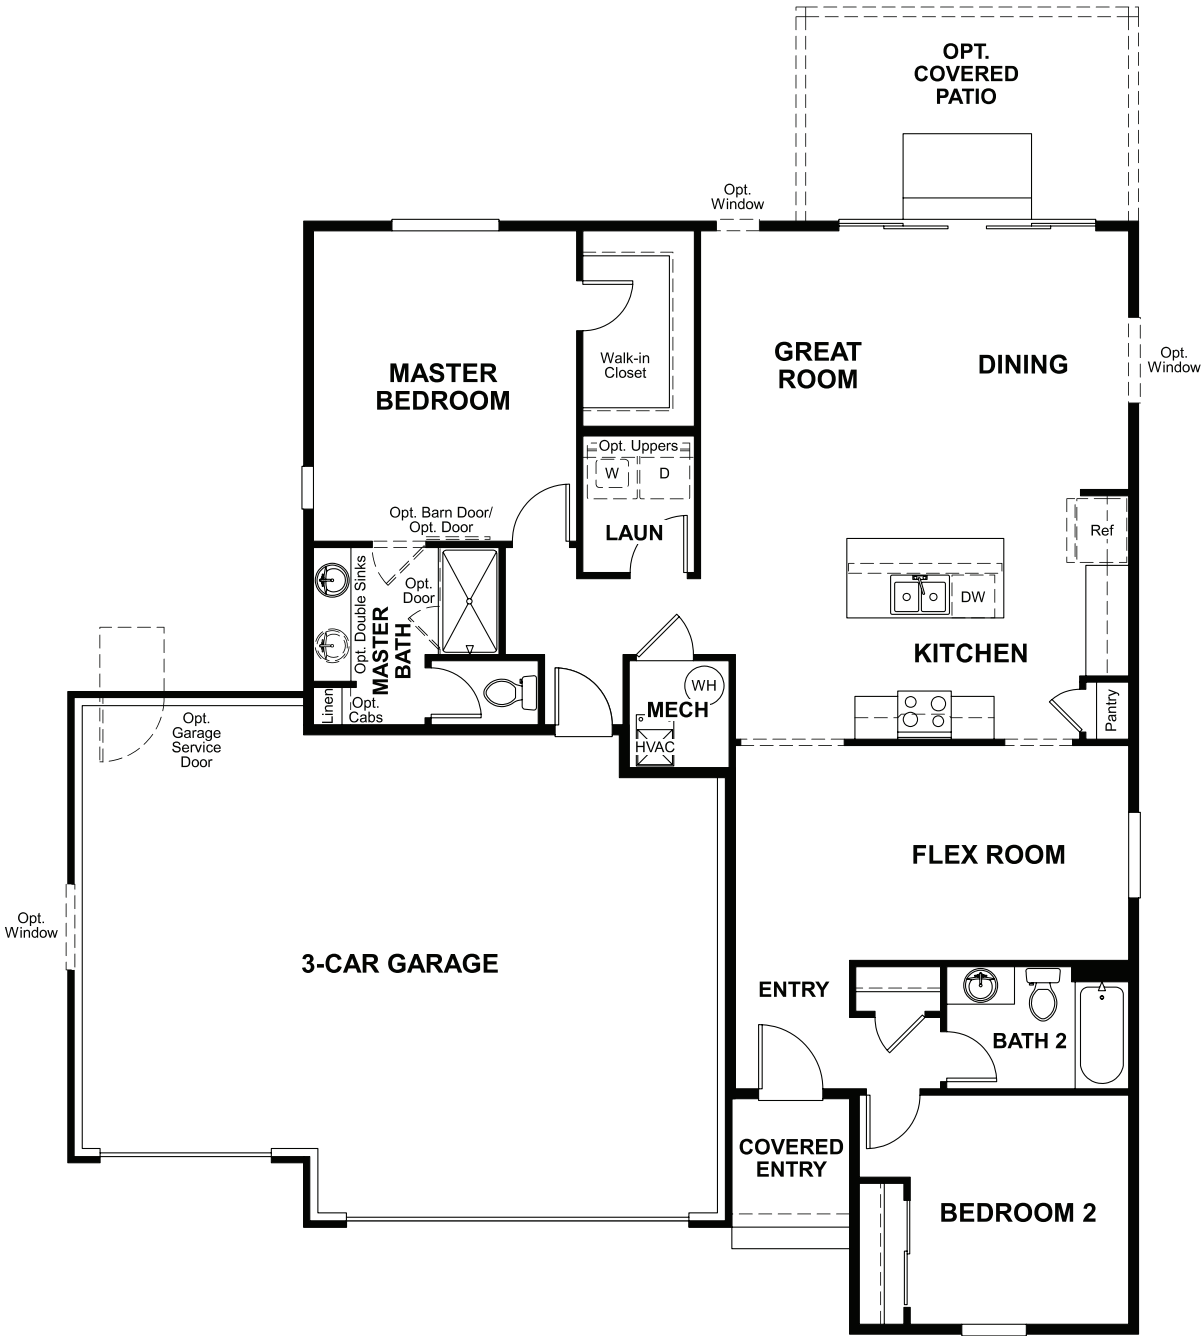 OPT.
COVERED
PATIO
Opt.
Window
MASTER
BEDROOM
Walk-in
Closet
GREAT
ROOM
DINING
Opt.
Window
Opt. Uppers
W
D
LAUN
Opt. Barn Door/
Opt. Door
Opt. Double Sinks
Opt.
Door
MASTER
BATH
Linen
Opt.
Cabs
Ref
DW
KITCHEN
Pantry
WH
MECH
HVAC
Opt.
Garage
Service
Door
FLEX ROOM
Opt.
Window
3-CAR GARAGE
ENTRY
BATH 2
COVERED
ENTRY
BEDROOM 2